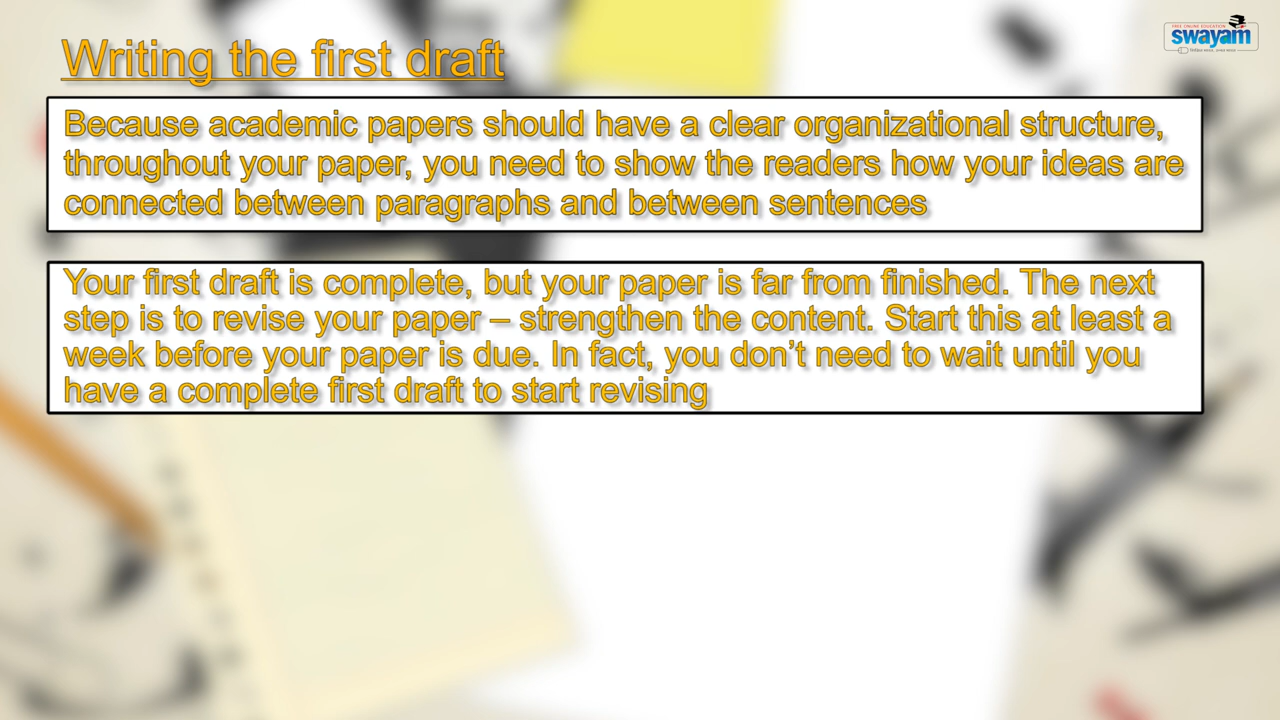 Writing the first draft
FREE ONLINE EDUCATION
swayam
Because academic papers should have a clear organizational structure,
throughout your paper, you need to show the readers how your ideas are
connected between paragraphs and between sentences
Your first draft is complete, but your paper is far from finished. The next
step is to revise your paper – strengthen the content. Start this at least a
week before your paper is due. In fact, you don’t need to wait until you
have a complete first draft to start revising